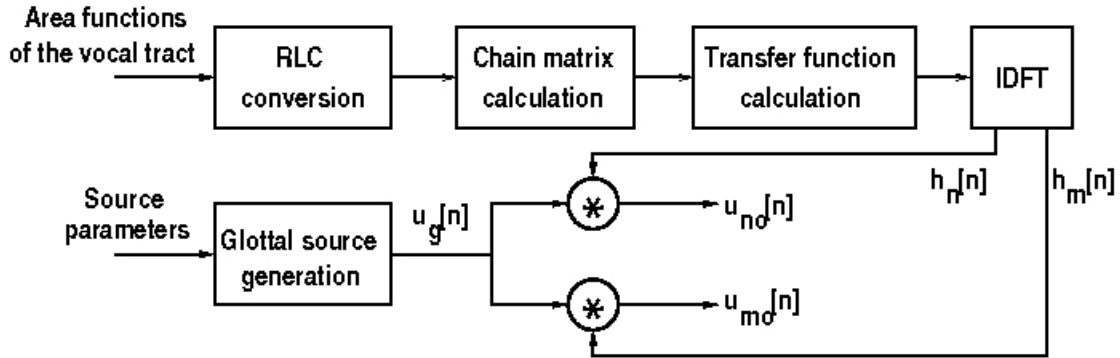 Area functions
of the vocal tract
RLC
conversion
Chain matrix
calculation
Transfer function
calculation
IDFT
h_n[n]
h_m[n]
Source
parameters
Glottal source
generation
u_g[n]
*
u_no[n]
*
u_mo[n]